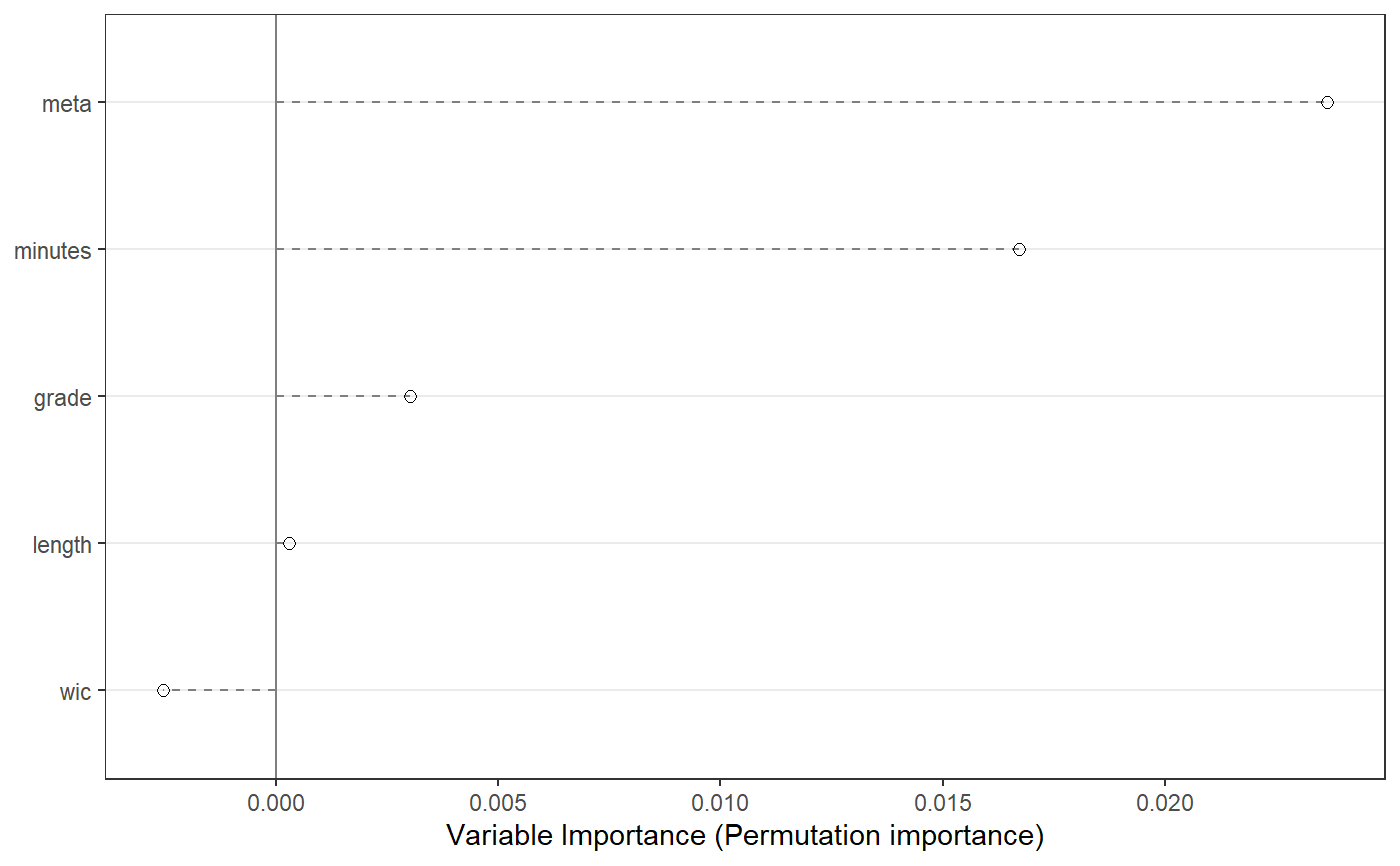 meta
minutes
grade
length
wic
0.000 0.005 0.010 0.015 0.020
Variable Importance (Permutation importance)